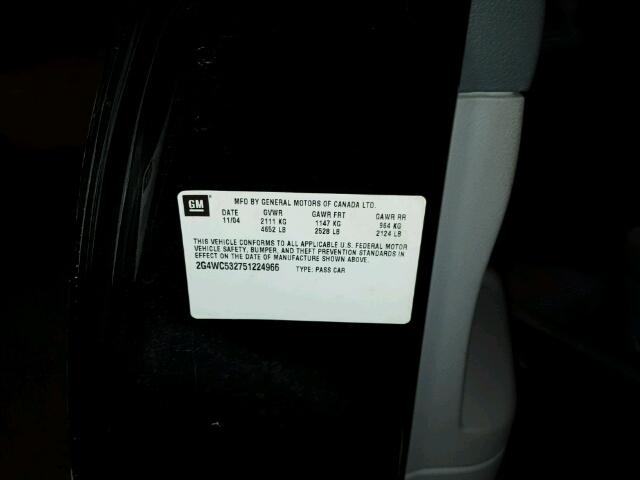 GM
MFD BY GENERAL MOTORS OF CANADA LTD.
DATE GVWR GAWR FRT GAWR RR
11/04 2111 KG 1147 KG 964 KG
4652 LB 2528 LB 2124 LB
THIS VEHICLE CONFORMS TO ALL APPLICABLE U.S. FEDERAL MOTOR
VEHICLE SAFETY, BUMPER, AND THEFT PREVENTION STANDARDS IN
EFFECT ON THE DATE OF MANUFACTURE SHOWN ABOVE.
2G4WC532751224966 TYPE: PASS CAR